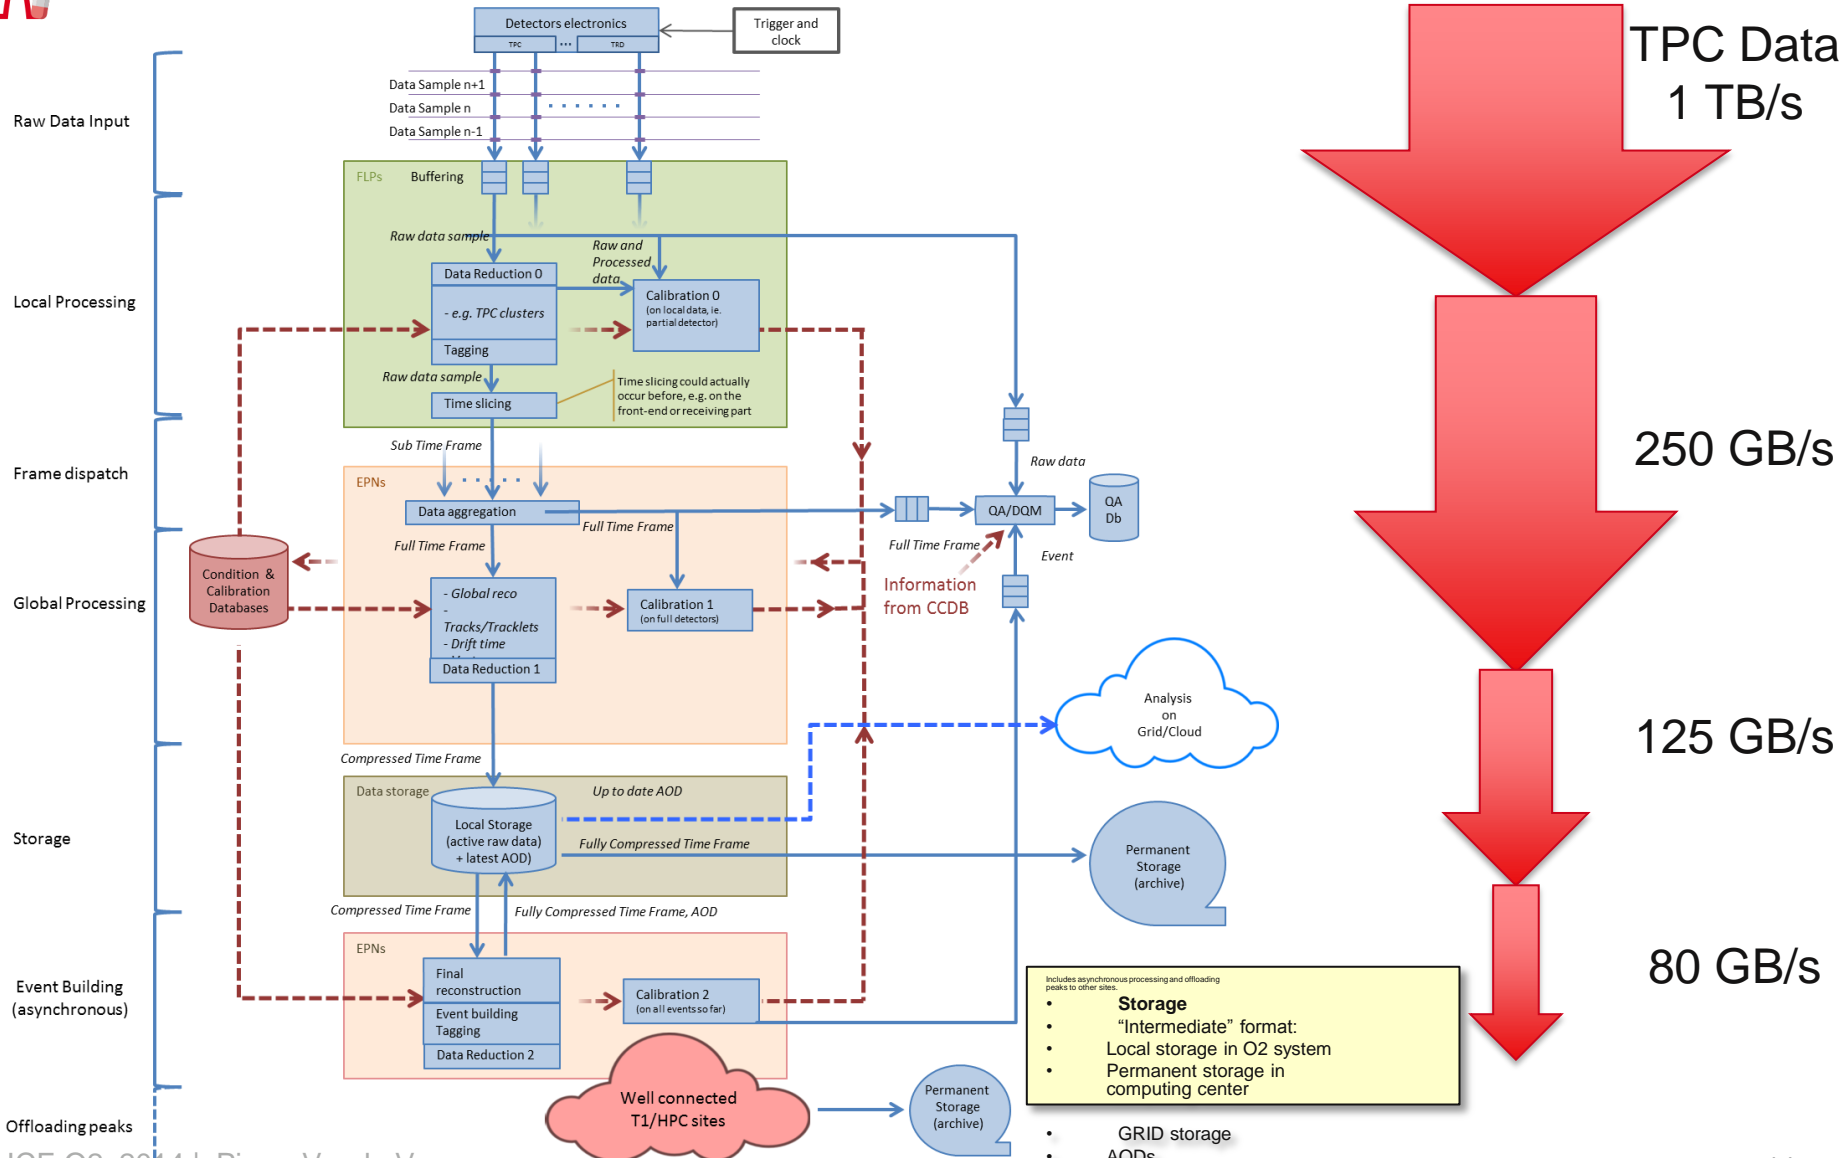 Detectors electronics
TPC
...
TRD
Trigger and
clock
TPC Data
1 TB/s
Data Sample n+1
Data Sample n
Data Sample n-1
Raw Data Input
FLPs
Buffering
Raw data sample
Raw and
Processed
data
Data Reduction 0
- e.g. TPC clusters
Tagging
Calibration 0
(on local data, ie.
partial detector)
Local Processing
Raw data sample
Time slicing
Time slicing could actually
occur before, e.g. on the
front-end or receiving part
Sub Time Frame
Frame dispatch
250 GB/s
EPNs
Data aggregation
Full Time Frame
Full Time Frame
Raw data
QA/DQM
QA
Db
Full Time Frame
Event
Information
from CCDB
Condition &
Calibration
Databases
Global Processing
- Global reco
-
Tracks/Tracklets
- Drift time
Data Reduction 1
Calibration 1
(on full detectors)
Analysis
on
Grid/Cloud
125 GB/s
Compressed Time Frame
Data storage
Up to date AOD
Local Storage
(active raw data)
+ latest AOD)
Fully Compressed Time Frame
Permanent
Storage
(archive)
Storage
Compressed Time Frame
Fully Compressed Time Frame, AOD
EPNs
Final
reconstruction
Event building
Tagging
Data Reduction 2
Calibration 2
(on all events so far)
Event Building
(asynchronous)
80 GB/s
Includes asynchronous processing and offloading
peaks to other sites.
• Storage
• “Intermediate” format:
• Local storage in O2 system
• Permanent storage in
computing center
• GRID storage
• AODs
Well connected
T1/HPC sites
Permanent
Storage
(archive)
Offloading peaks